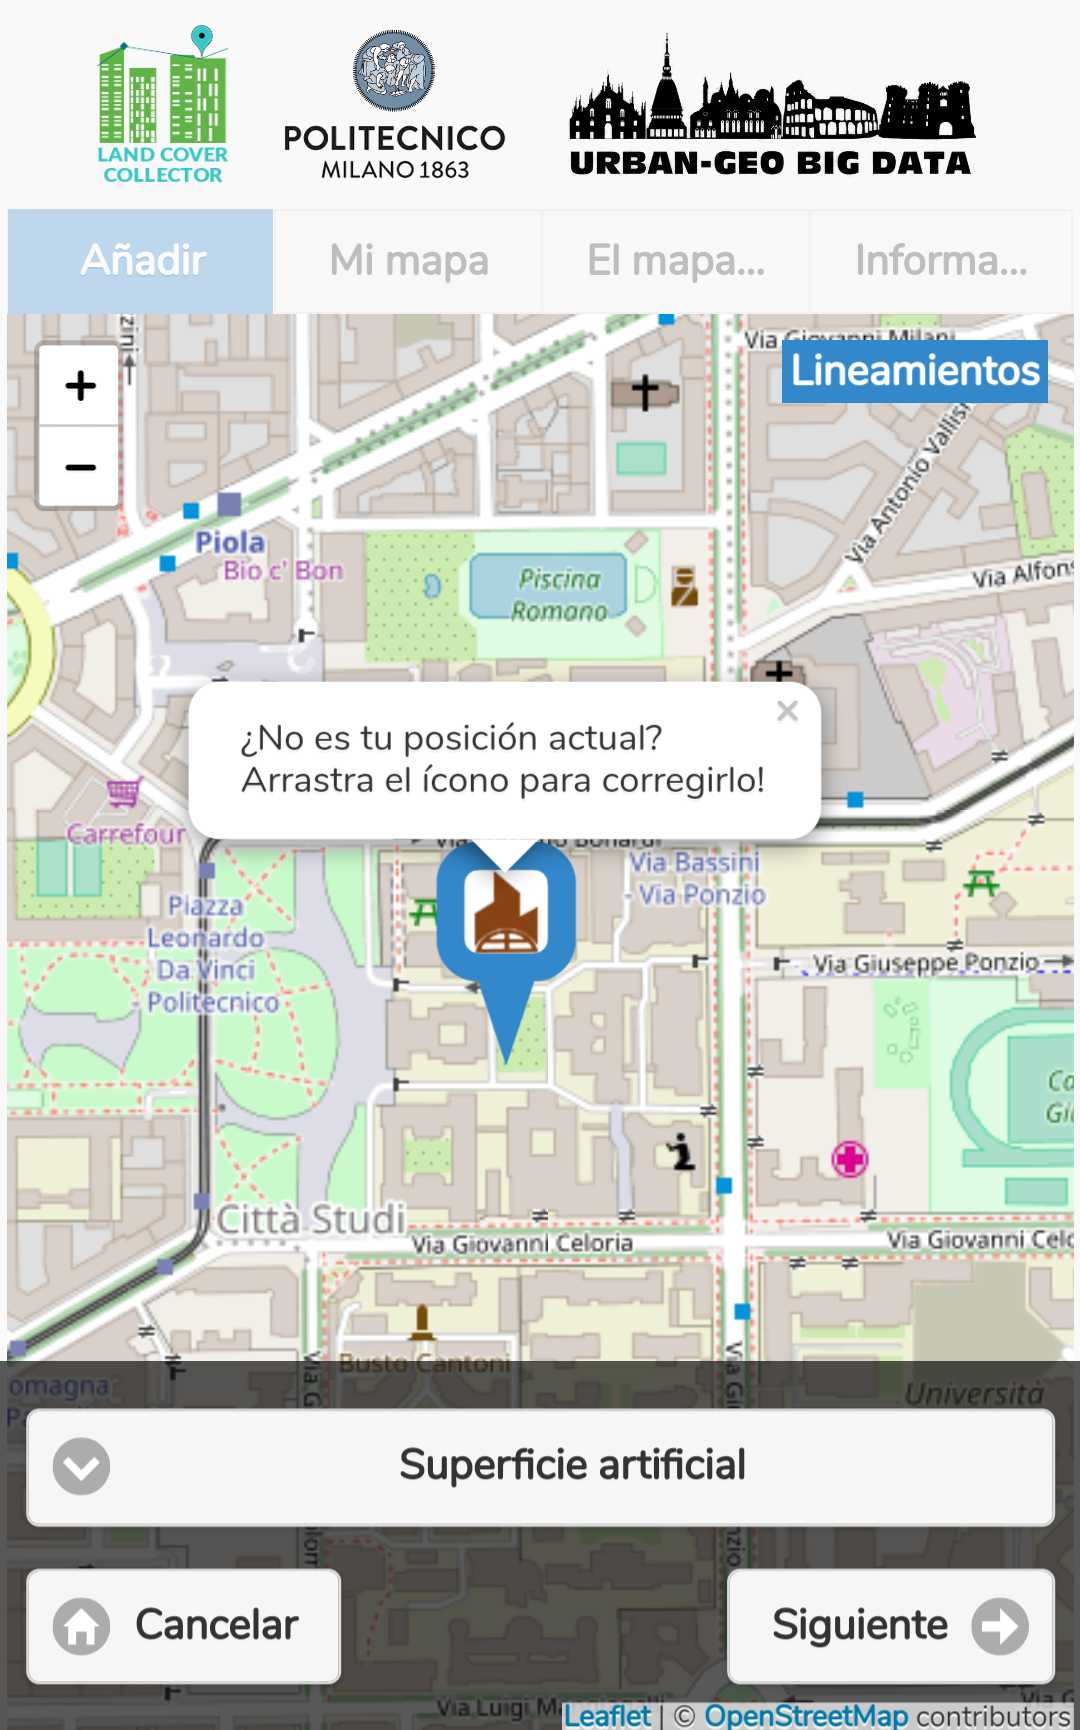 LAND COVER
COLLECTOR
POLITECNICO
MILANO 1863
URBAN-GEO BIG DATA
Añadir
Mi mapa
El mapa...
Informa...
Lineamientos
Via Giovanni Milani
+
−
Via Antonio Vallisn
Piola
Bio c' Bon
Piscina
Romano
Via Alfons
¿No es tu posición actual?
Arrastra el ícono para corregirlo!
×
Carrefour
Via Bassini
- Via Ponzio
Piazza
Leonardo
Da Vinci
- Politecnico
Via Giuseppe Ponzio
Città Studi
Via Giovanni Celoria
Via Giovanni Celo
Busto Cantoni
omagna
Università
Superficie artificial
Cancelar
Siguiente
Leaflet | © OpenStreetMap contributors